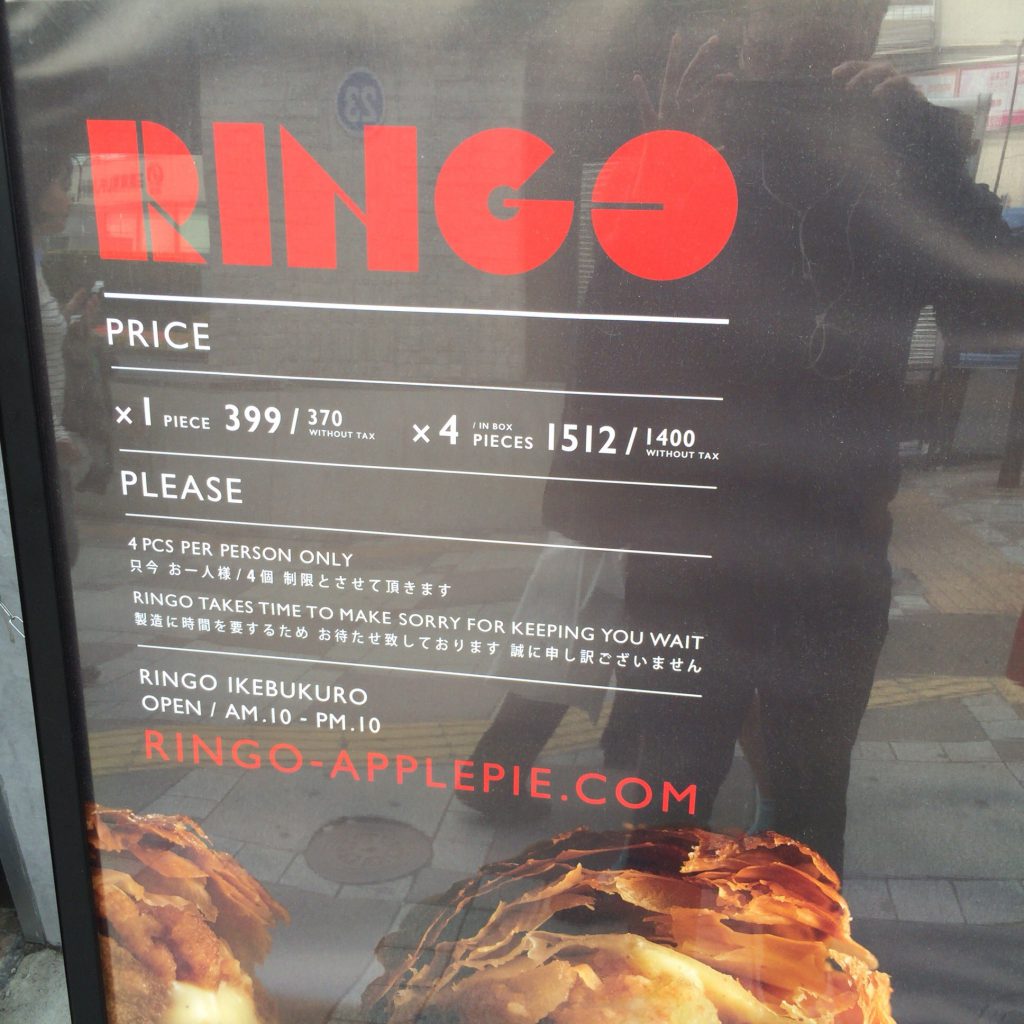 RINGO
PRICE
×1 PIECE 399/370 WITHOUT TAX ×4 /IN BOX PIECES 1512/1400 WITHOUT TAX
PLEASE
4 PCS PER PERSON ONLY
只今 お一人様/4個 制限とさせて頂きます
RINGO TAKES TIME TO MAKE SORRY FOR KEEPING YOU WAIT
製造に時間を要するため お待たせ致しております 誠に申し訳ございません
RINGO IKEBUKURO
OPEN / AM.10 - PM.10
RINGO-APPLEPIE.COM